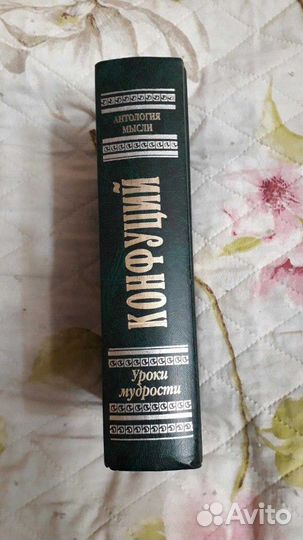 АНТОЛОГИЯ
МЫСЛИ
КОНФУЦИЙ
Уроки
мудрости
Avito